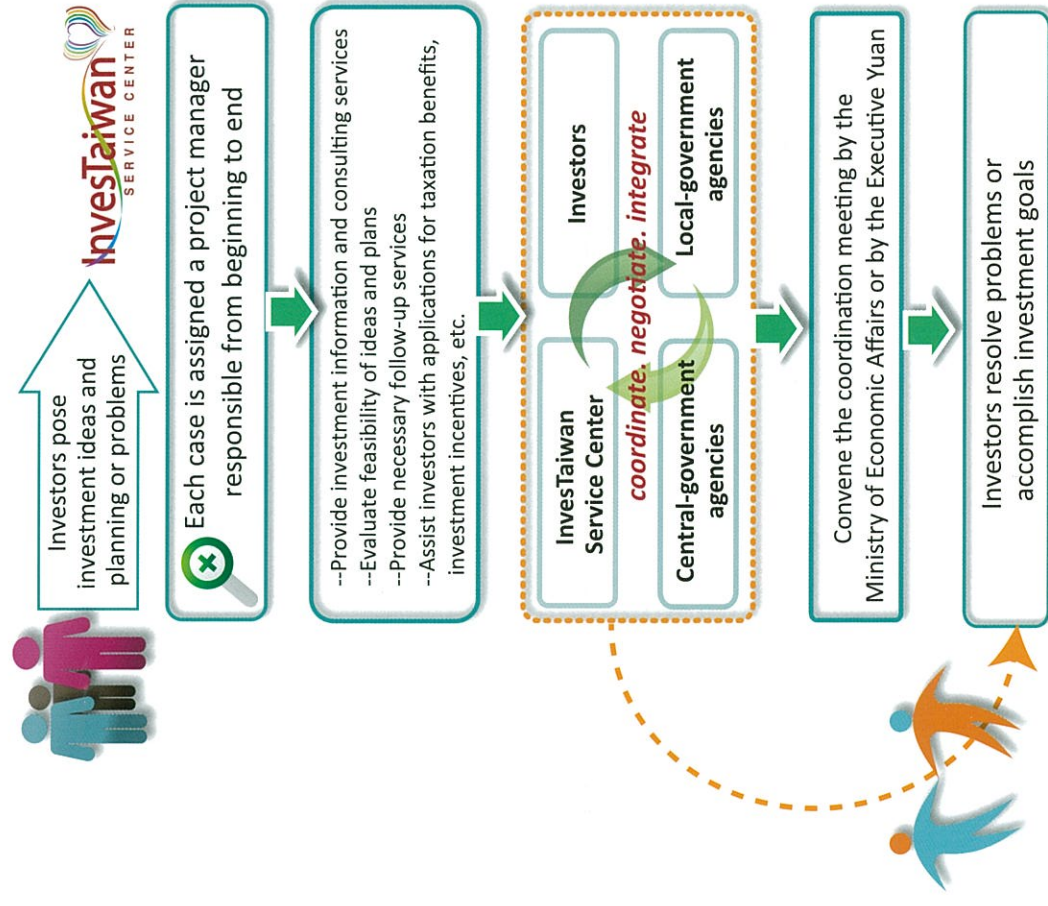 Investors pose
investment ideas and
planning or problems
InvesTaiwan
SERVICE CENTER
Each case is assigned a project manager
responsible from beginning to end
--Provide investment information and consulting services
--Evaluate feasibility of ideas and plans
--Provide necessary follow-up services
--Assist investors with applications for taxation benefits,
investment incentives, etc.
InvesTaiwan
Service Center
Investors
coordinate. negotiate. integrate
Central-government
agencies
Local-government
agencies
Convene the coordination meeting by the
Ministry of Economic Affairs or by the Executive Yuan
Investors resolve problems or
accomplish investment goals